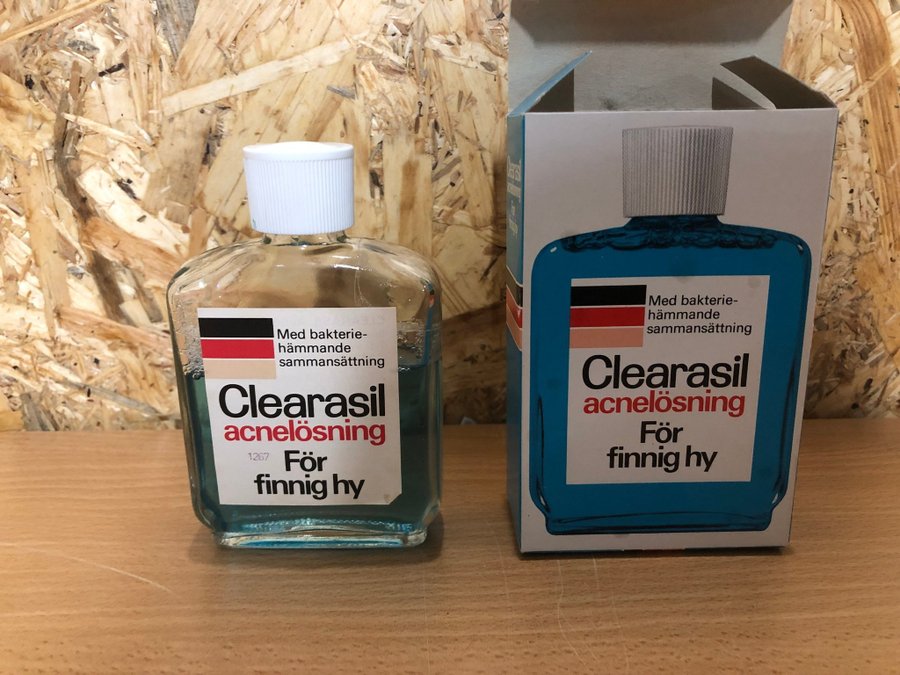 Med bakterie-
hämmande
sammansättning
Clearasil
acnelösning
1267
För
finnig hy
Clearasil
Med bakterie-
hämmande
sammansättning
Clearasil
acnelösning
För
finnig hy